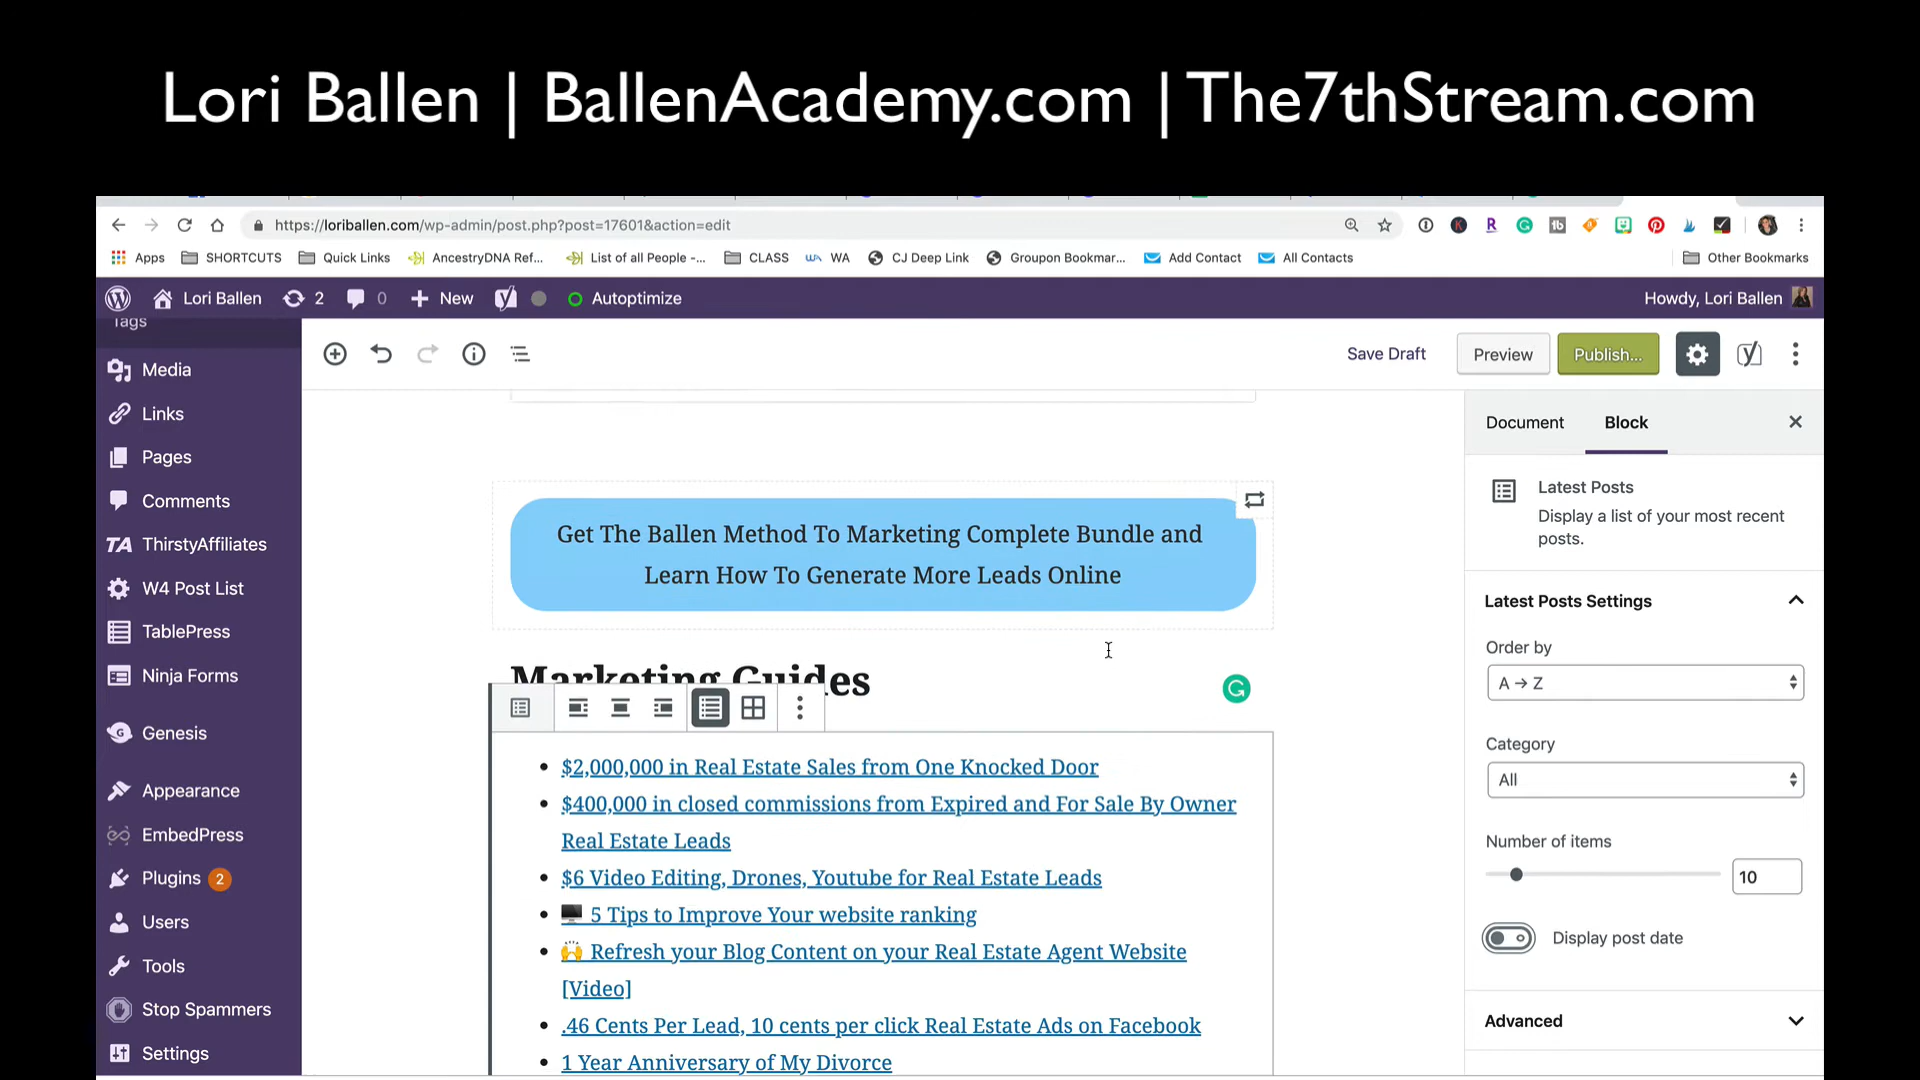 Lori Ballen | BallenAcademy.com | The7thStream.com
https://loriballen.com/wp-admin/post.php?post=17601&action=edit
Apps SHORTCUTS Quick Links AncestryDNA Ref... List of all People -... CLASS WA CJ Deep Link Groupon Bookmar... Add Contact All Contacts Other Bookmarks
Lori Ballen 2 0 New Autoptimize Howdy, Lori Ballen
Tags
Media
Links
Pages
Comments
ThirstyAffiliates
W4 Post List
TablePress
Ninja Forms
Genesis
Appearance
EmbedPress
Plugins 2
Users
Tools
Stop Spammers
Settings
Save Draft Preview Publish...
Get The Ballen Method To Marketing Complete Bundle and
Learn How To Generate More Leads Online
Marketing Guides
$2,000,000 in Real Estate Sales from One Knocked Door
$400,000 in closed commissions from Expired and For Sale By Owner
Real Estate Leads
$6 Video Editing, Drones, Youtube for Real Estate Leads
🖥️ 5 Tips to Improve Your website ranking
🙌 Refresh your Blog Content on your Real Estate Agent Website
[Video]
.46 Cents Per Lead, 10 cents per click Real Estate Ads on Facebook
1 Year Anniversary of My Divorce
Document Block
Latest Posts
Display a list of your most recent
posts.
Latest Posts Settings
Order by
A → Z
Category
All
Number of items
10
Display post date
Advanced